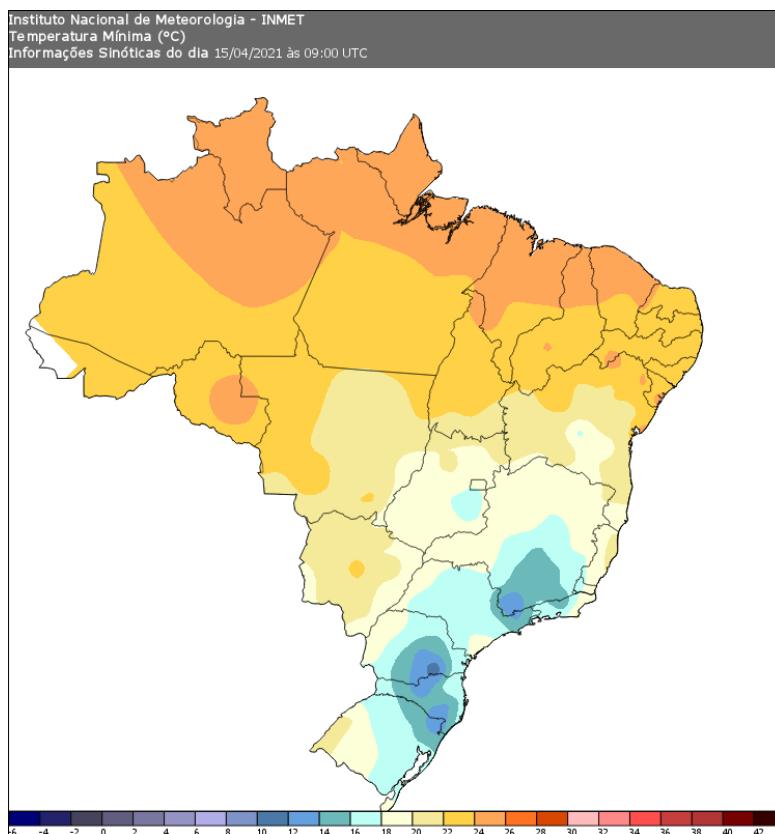 Instituto Nacional de Meteorologia - INMET
Temperatura Mínima (ºC)
Informações Sinóticas do dia 15/04/2021 às 09:00 UTC
-6 -4 -2 0 2 4 6 8 10 12 14 16 18 20 22 24 26 28 30 32 34 36 38 40 42